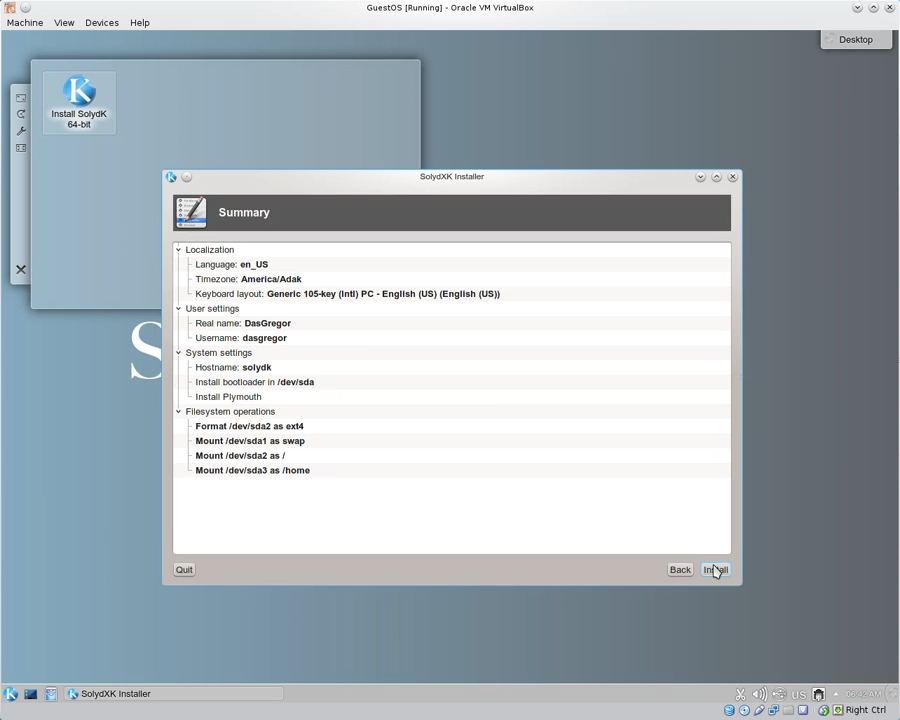 GuestOS [Running] - Oracle VM VirtualBox
Machine View Devices Help
Desktop
Install SolydK
64-bit
SolydXK Installer
Summary
Localization
Language: en_US
Timezone: America/Adak
Keyboard layout: Generic 105-key (Intl) PC - English (US) (English (US))
User settings
Real name: DasGregor
Username: dasgregor
System settings
Hostname: solydk
Install bootloader in /dev/sda
Install Plymouth
Filesystem operations
Format /dev/sda2 as ext4
Mount /dev/sda1 as swap
Mount /dev/sda2 as /
Mount /dev/sda3 as /home
S
Quit Back Install
SolydXK Installer US 08:42 AM
Right Ctrl